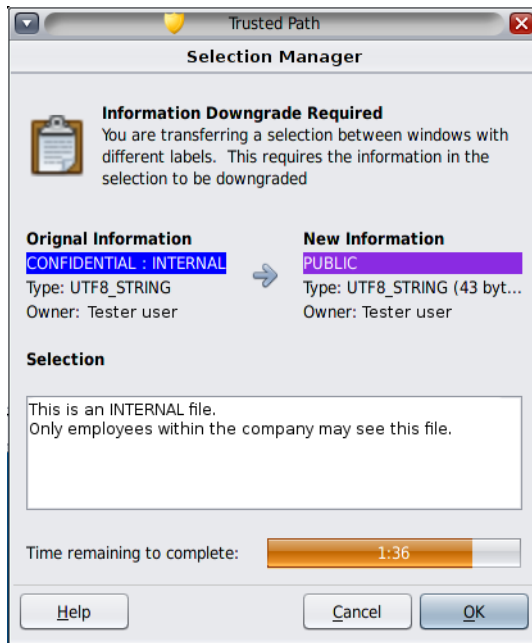 Trusted Path
Selection Manager
Information Downgrade Required
You are transferring a selection between windows with
different labels.  This requires the information in the
selection to be downgraded
Orignal Information
CONFIDENTIAL : INTERNAL
Type: UTF8_STRING
Owner: Tester user
New Information
PUBLIC
Type: UTF8_STRING (43 byt...
Owner: Tester user
Selection
This is an INTERNAL file.
Only employees within the company may see this file.
Time remaining to complete:
1:36
Help
Cancel
OK